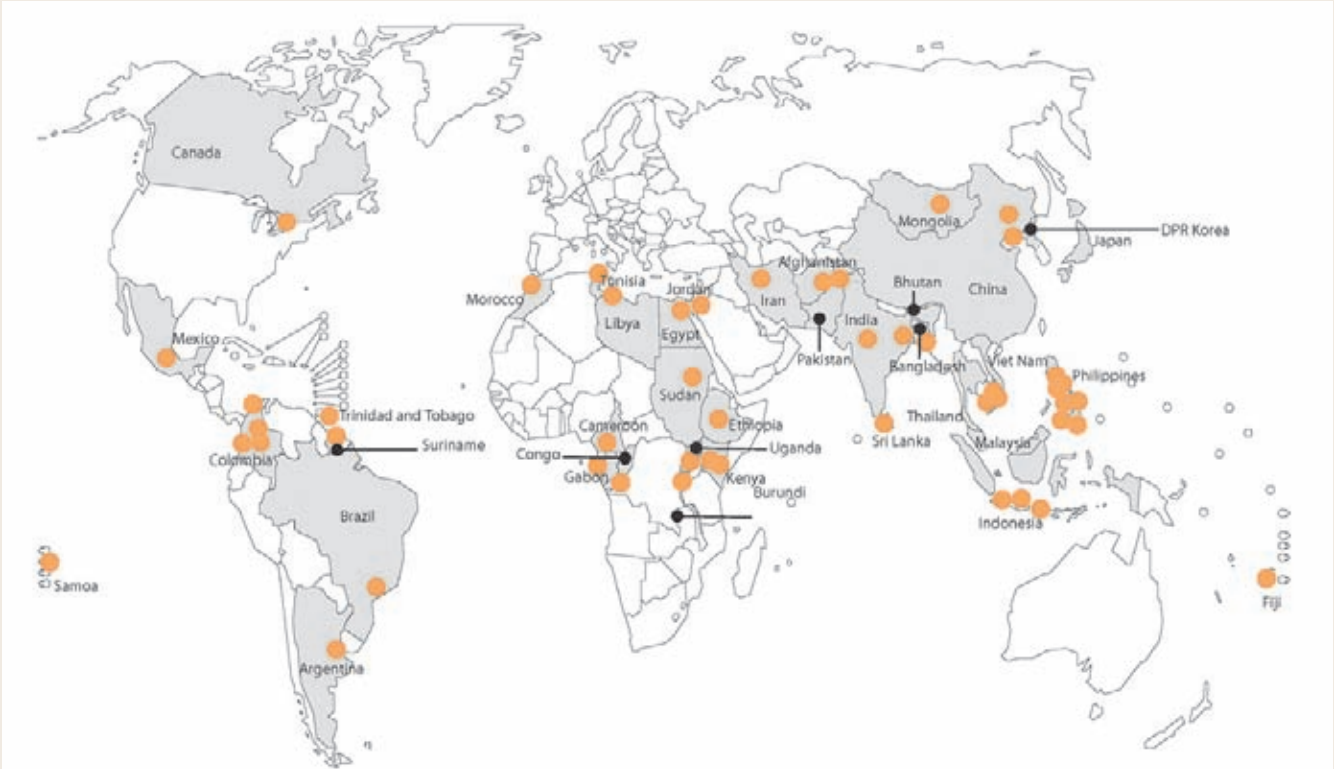 Canada
Mongolia
DPR Korea
Japan
Afghanistan
Tonisia
Jordan
Bhutan
China
Morocco
Iran
Libya
India
Egypt
Mexico
Pakistan
Bangladesh
Viet Nam
Philippines
Sudan
Trinidad and Tobago
Thailand
Ethiopia
Cameroon
Suriname
Sri Lanka
Malaysia
Congo
Uganda
Colombia
Gabon
Kenya
Burundi
Brazil
Indonesia
Samoa
Fiji
Argentina